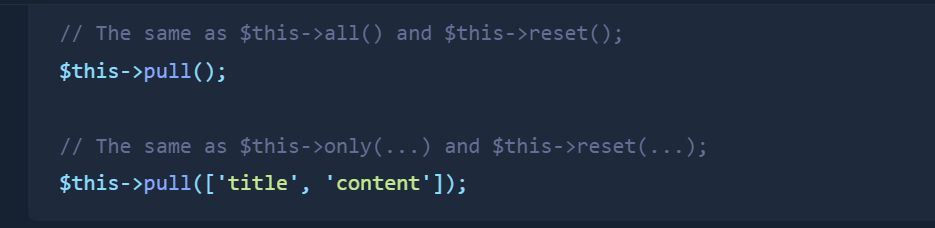 // The same as $this->all() and $this->reset();
$this->pull();
// The same as $this->only(...) and $this->reset(...);
$this->pull(['title', 'content']);